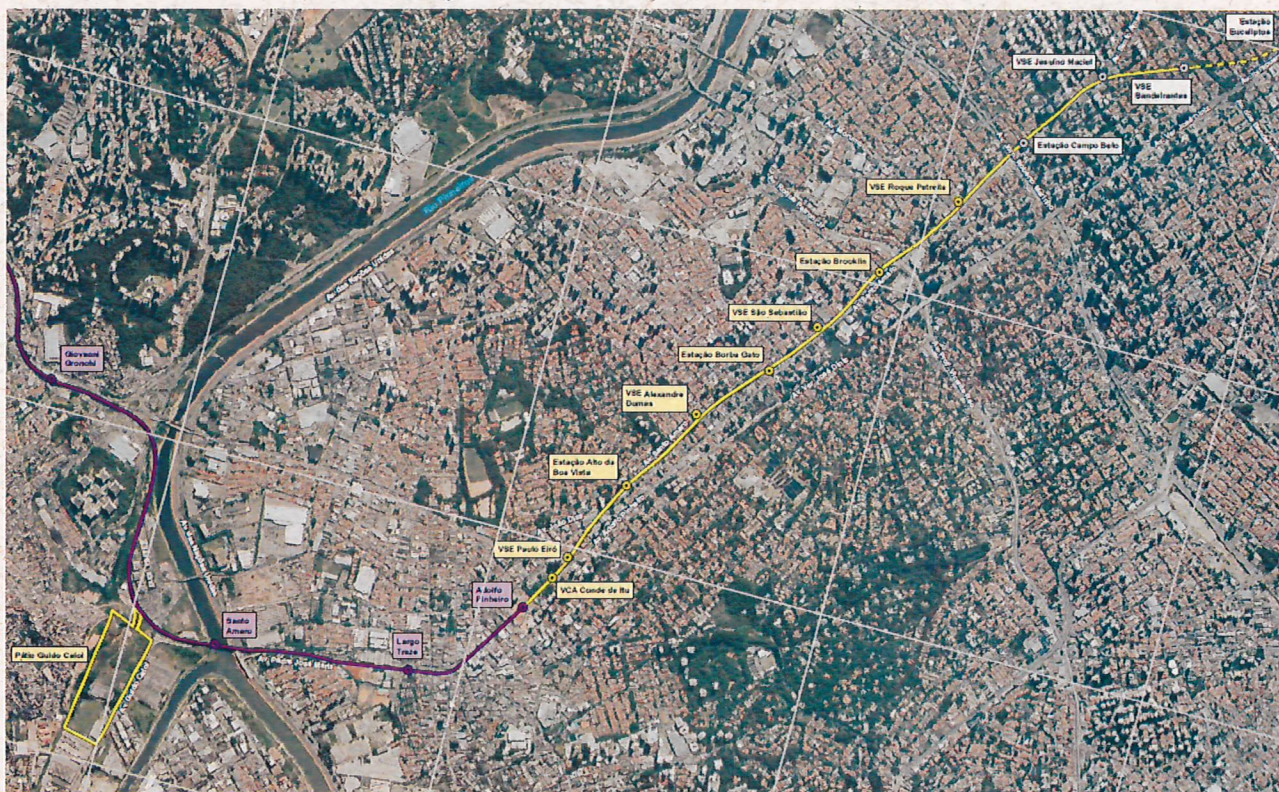 Estação
Eucaliptos
VSE Jesuíno Maciel
VSE
Bandeirantes
Estação Campo Belo
VSE Roque Petrella
Rio Pinheiros
Estação Brooklin
VSE São Sebastião
Giovanni
Gronchi
Estação Borba Gato
VSE Alexandre
Dumas
Estação Alto da
Boa Vista
VSE Paulo Eiró
VCA Conde de Itu
Adolfo
Pinheiro
Santo
Amaro
Largo
Treze
Pátio Guido Caloi